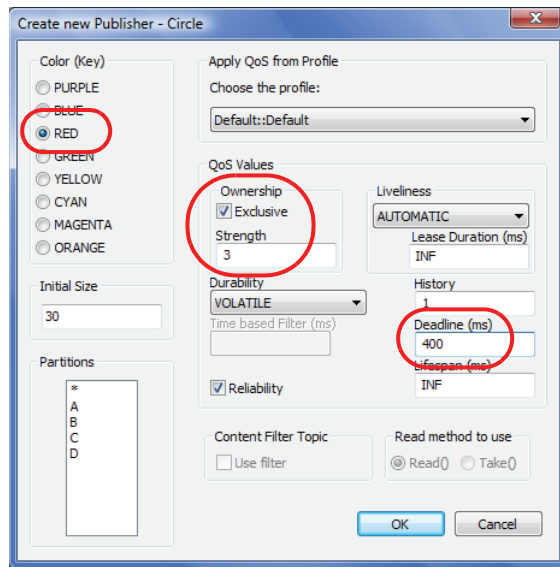 Create new Publisher - Circle
Color (Key)
PURPLE
BLUE
RED
GREEN
YELLOW
CYAN
MAGENTA
ORANGE
Initial Size
30
Partitions
*
A
B
C
D
Apply QoS from Profile
Choose the profile:
Default::Default
QoS Values
Ownership
Exclusive
Strength
3
Liveliness
AUTOMATIC
Lease Duration (ms)
INF
Durability
VOLATILE
Time based Filter (ms)
Reliability
History
1
Deadline (ms)
400
Lifespan (ms)
INF
Content Filter Topic
Use filter
Read method to use
Read() Take()
OK Cancel